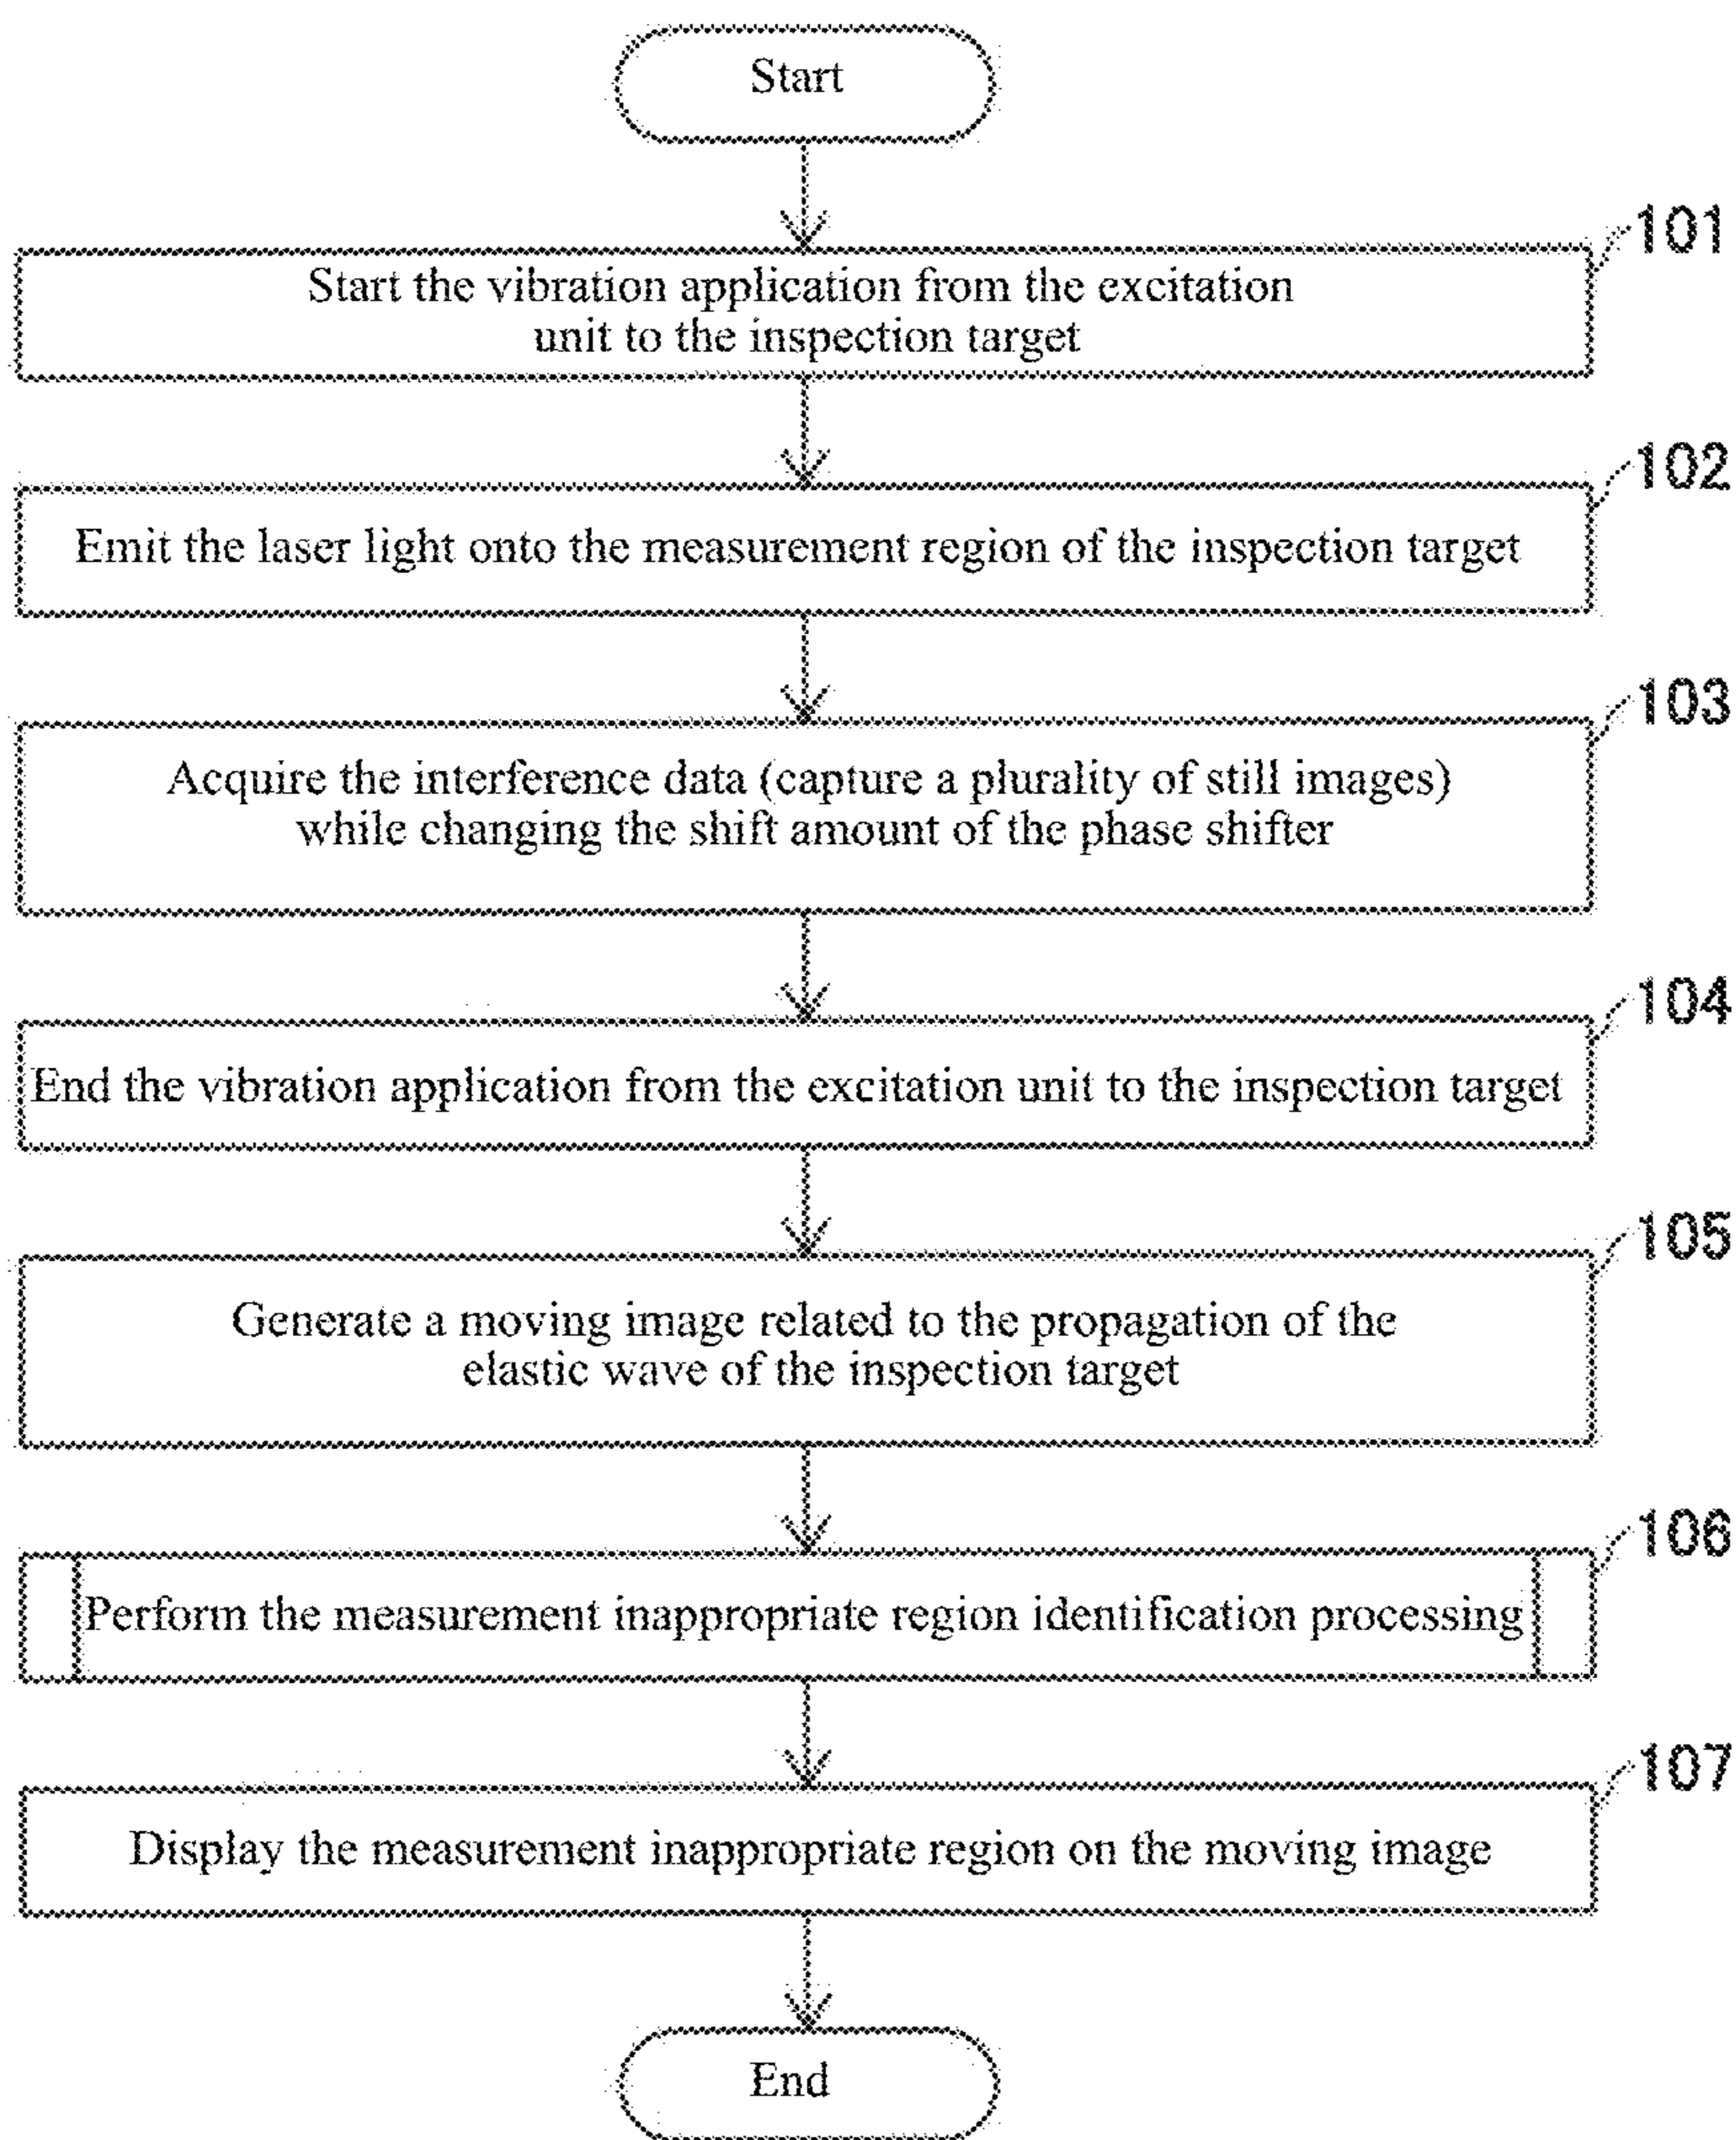 Start
101
Start the vibration application from the excitation
unit to the inspection target
102
Emit the laser light onto the measurement region of the inspection target
103
Acquire the interference data (capture a plurality of still images)
while changing the shift amount of the phase shifter
104
End the vibration application from the excitation unit to the inspection target
105
Generate a moving image related to the propagation of the
elastic wave of the inspection target
106
Perform the measurement inappropriate region identification processing
107
Display the measurement inappropriate region on the moving image
End